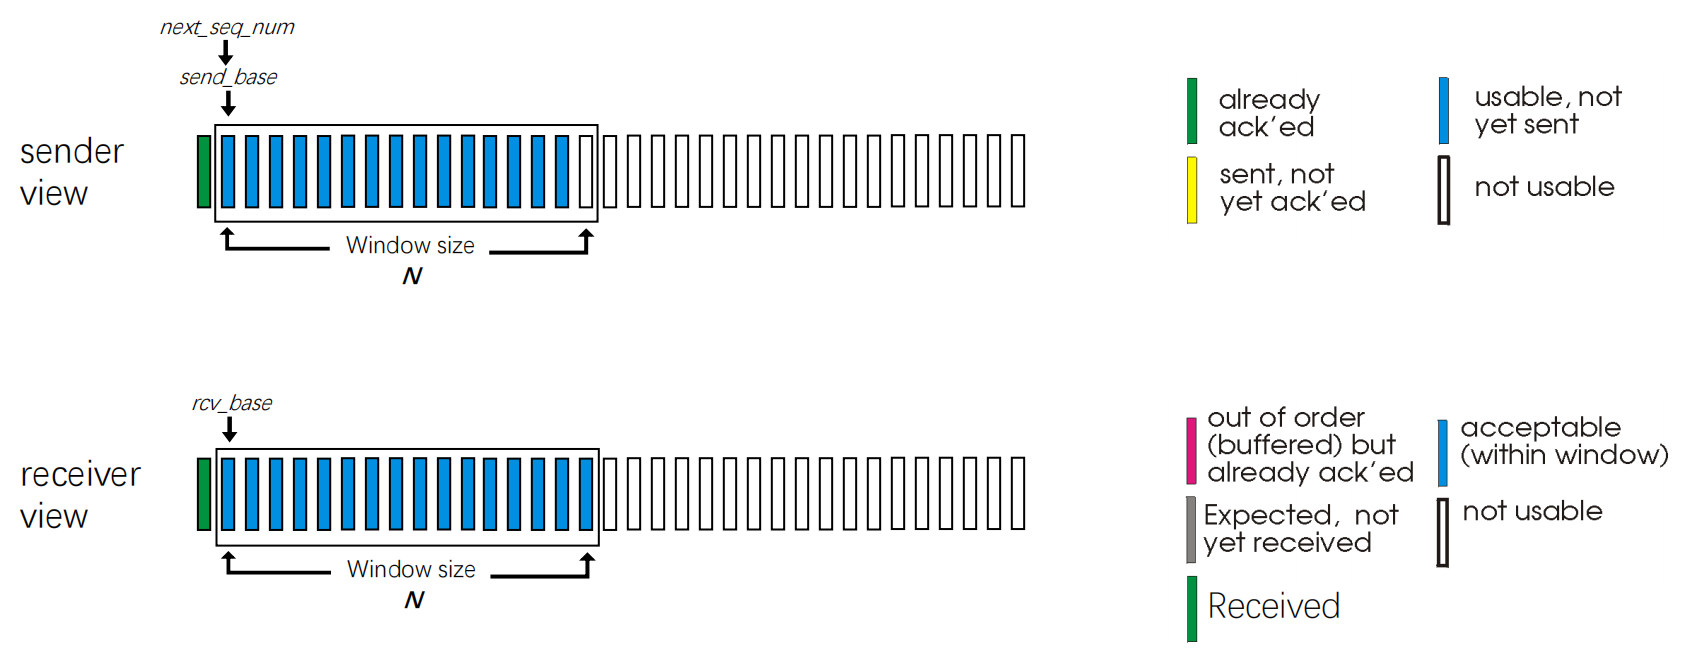 next_seq_num
send_base
sender
view
Window size
N
already
ack'ed
usable, not
yet sent
sent, not
yet ack'ed
not usable
rcv_base
receiver
view
Window size
N
out of order
(buffered) but
already ack'ed
acceptable
(within window)
Expected, not
yet received
not usable
Received